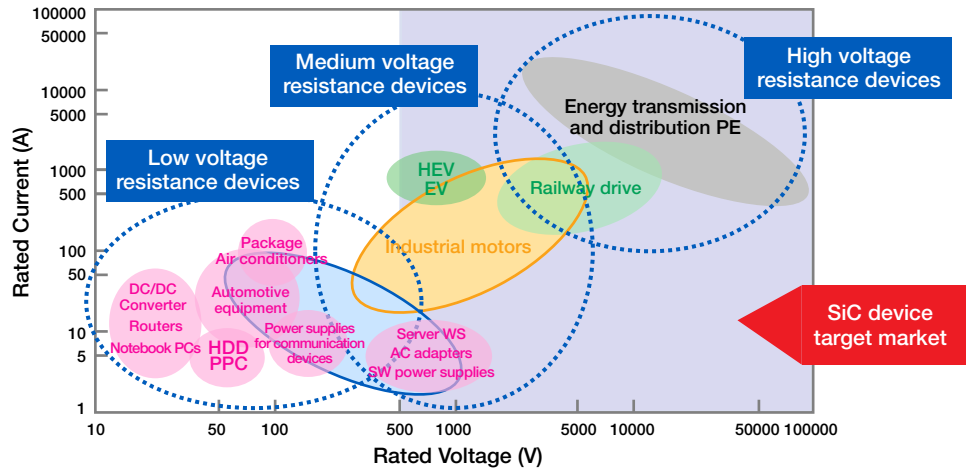 100000
50000
10000
5000
1000
500
100
50
10
5
1
Rated Current (A)
10
50
100
500
1000
5000
10000
50000
100000
Rated Voltage (V)
Low voltage
resistance devices
Medium voltage
resistance devices
High voltage
resistance devices
Energy transmission
and distribution PE
HEV
EV
Railway drive
Industrial motors
Package
Air conditioners
DC/DC
Converter
Routers
Notebook PCs
Automotive
equipment
HDD
PPC
Power supplies
for communication
devices
Server WS
AC adapters
SW power supplies
SiC device
target market